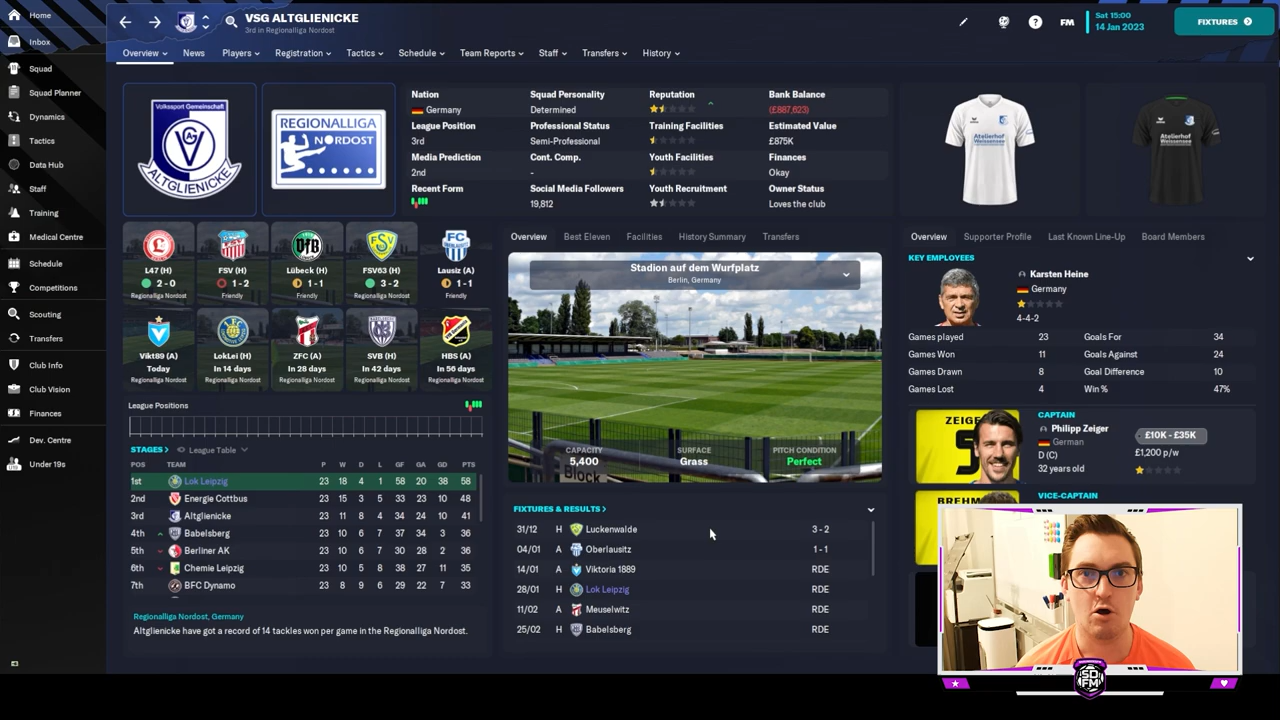 Home
Inbox
Squad
Squad Planner
Dynamics
Tactics
Data Hub
Staff
Training
Medical Centre
Schedule
Competitions
Scouting
Transfers
Club Info
Club Vision
Finances
Dev. Centre
Under 19s
VSG ALTGLIENICKE
3rd in Regionalliga Nordost
FM
Sat 15:00
14 Jan 2023
FIXTURES
Overview News Players Registration Tactics Schedule Team Reports Staff Transfers History
Volkssport Gemeinschaft
ALTGLIENICKE
REGIONALLIGA
NORDOST
Nation Squad Personality Reputation Bank Balance
Germany Determined (£887,623)
League Position Professional Status Training Facilities Estimated Value
3rd Semi-Professional £875K
Media Prediction Cont. Comp. Youth Facilities Finances
2nd - Okay
Recent Form Social Media Followers Youth Recruitment Owner Status
19,812 Loves the club
Atelierhof
Weissensee
Atelierhof
Weissensee
L47 (H) FSV (H) Lübeck (H) FSV63 (H) Lausiz (A)
2-0 1-2 1-1 3-2 1-1
Regionalliga Nordost Friendly Friendly Regionalliga Nordost Friendly
Vikt89 (A) LokLei (H) ZFC (A) SVB (H) HBS (A)
Today In 14 days In 28 days In 42 days In 56 days
Regionalliga Nordost Regionalliga Nordost Regionalliga Nordost Regionalliga Nordost Regionalliga Nordost
League Positions
STAGES > League Table
POS TEAM P W D L GF GA GD PTS
1st Lok Leipzig 23 18 4 1 58 20 38 58
2nd Energie Cottbus 23 15 3 5 33 23 10 48
3rd Altglienicke 23 11 8 4 34 24 10 41
4th Babelsberg 23 10 6 7 37 34 3 36
5th Berliner AK 23 10 6 7 30 28 2 36
6th Chemie Leipzig 23 10 5 8 38 27 11 35
7th BFC Dynamo 23 8 9 6 29 22 7 33
Regionalliga Nordost, Germany
Altglienicke have got a record of 14 tackles won per game in the Regionalliga Nordost.
Overview Best Eleven Facilities History Summary Transfers
Stadion auf dem Wurfplatz
Berlin, Germany
CAPACITY SURFACE PITCH CONDITION
5,400 Grass Perfect
Block
FIXTURES & RESULTS >
31/12 H Luckenwalde 3 - 2
04/01 A Oberlausitz 1 - 1
14/01 A Viktoria 1889 RDE
28/01 H Lok Leipzig RDE
11/02 A Meuselwitz RDE
25/02 H Babelsberg RDE
Overview Supporter Profile Last Known Line-Up Board Members
KEY EMPLOYEES
Karsten Heine
Germany
4-4-2
Games played 23 Goals For 34
Games Won 11 Goals Against 24
Games Drawn 8 Goal Difference 10
Games Lost 4 Win % 47%
ZEIGE
CAPTAIN
Philipp Zeiger
German
D (C)
32 years old
£10K - £35K
£1,200 p/w
BREHM
VICE-CAPTAIN
SDFM